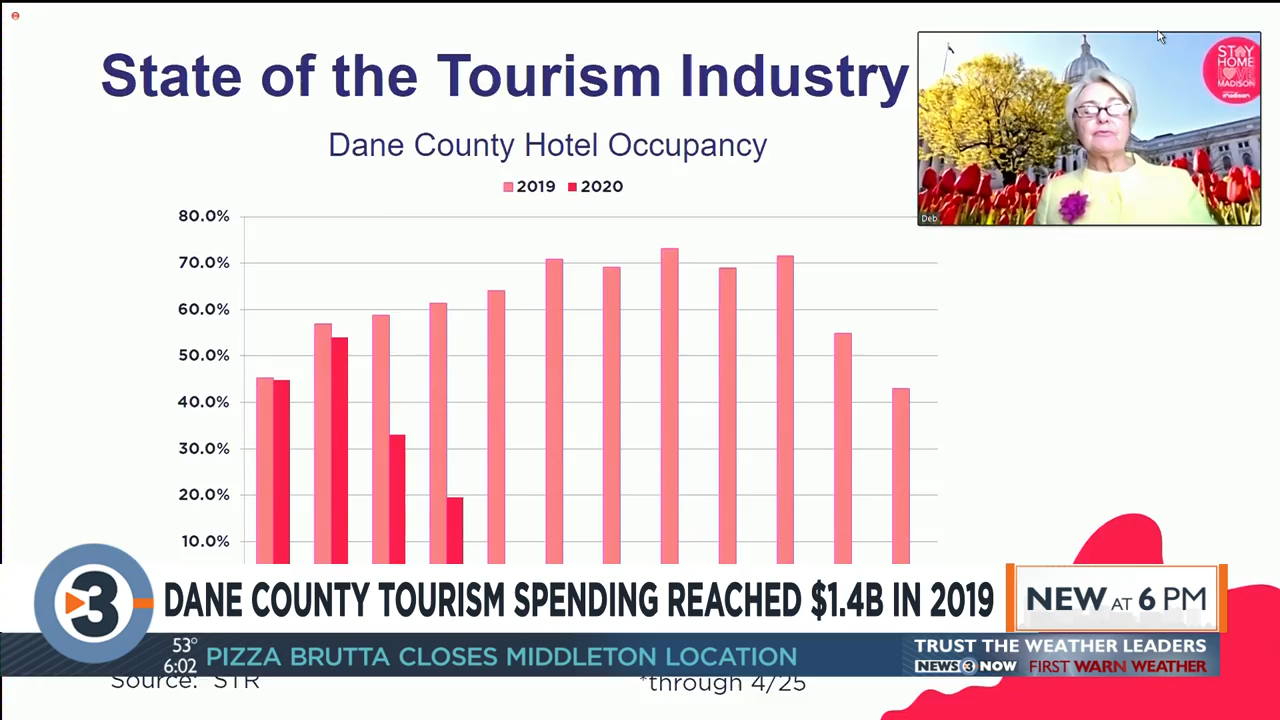 State of the Tourism Industry
Dane County Hotel Occupancy
2019 2020
80.0%
70.0%
60.0%
50.0%
40.0%
30.0%
20.0%
10.0%
STAY
HOME
LOVE
MADISON
Deb
3
DANE COUNTY TOURISM SPENDING REACHED $1.4B IN 2019
NEW AT 6 PM
53°
6:02
PIZZA BRUTTA CLOSES MIDDLETON LOCATION
TRUST THE WEATHER LEADERS
NEWS 3 NOW FIRST WARN WEATHER
Source: STR
*through 4/25